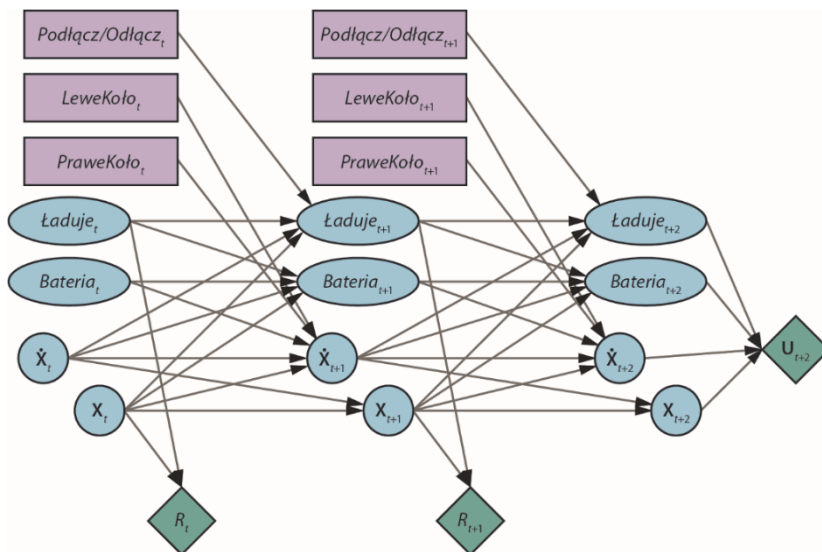 Podłącz/Odłącz_t
Podłącz/Odłącz_t+1
LeweKoło_t
LeweKoło_t+1
PraweKoło_t
PraweKoło_t+1
Ładuje_t
Ładuje_t+1
Ładuje_t+2
Bateria_t
Bateria_t+1
Bateria_t+2
Ẋ_t
Ẋ_t+1
Ẋ_t+2
U_t+2
X_t
X_t+1
X_t+2
R_t
R_t+1